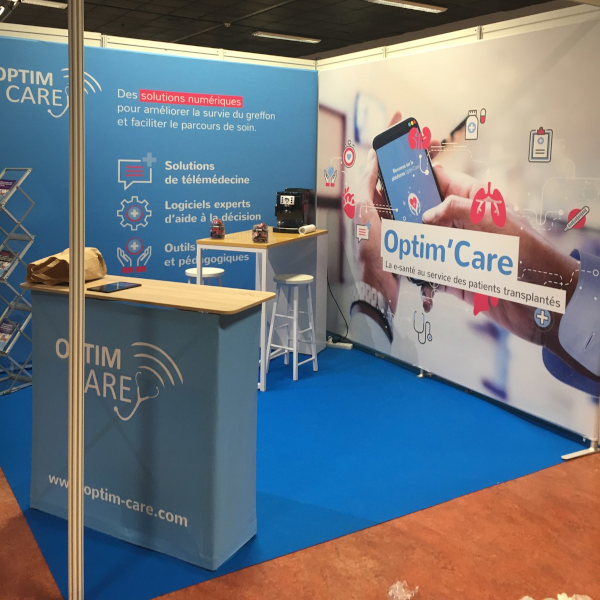 OPTIM
CARE
Des solutions numériques
pour améliorer la survie du greffon
et faciliter le parcours de soin.
Solutions
de télémédecine
Logiciels experts
d'aide à la décision
Outils
et pédagogiques
Optim'Care
La e-santé au service des patients transplantés
OPTIM
CARE
www.optim-care.com